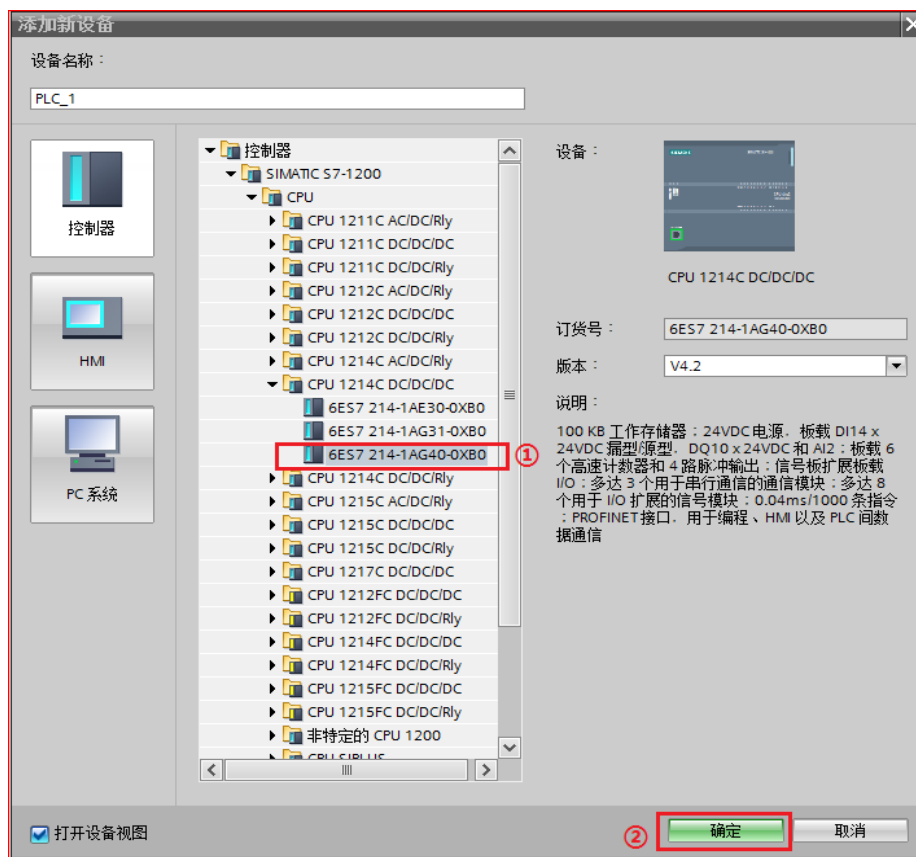 添加新设备
设备名称：
PLC_1
控制器
HMI
PC 系统
控制器
SIMATIC S7-1200
CPU
CPU 1211C AC/DC/Rly
CPU 1211C DC/DC/DC
CPU 1211C DC/DC/Rly
CPU 1212C AC/DC/Rly
CPU 1212C DC/DC/DC
CPU 1212C DC/DC/Rly
CPU 1214C AC/DC/Rly
CPU 1214C DC/DC/DC
6ES7 214-1AE30-0XB0
6ES7 214-1AG31-0XB0
6ES7 214-1AG40-0XB0
①
CPU 1214C DC/DC/Rly
CPU 1215C AC/DC/Rly
CPU 1215C DC/DC/DC
CPU 1215C DC/DC/Rly
CPU 1217C DC/DC/DC
CPU 1212FC DC/DC/DC
CPU 1212FC DC/DC/Rly
CPU 1214FC DC/DC/DC
CPU 1214FC DC/DC/Rly
CPU 1215FC DC/DC/DC
CPU 1215FC DC/DC/Rly
非特定的 CPU 1200
CPU SIPLUS
设备：
SIEMENS
CPU 1214C DC/DC/DC
订货号：
6ES7 214-1AG40-0XB0
版本：
V4.2
说明：
100 KB 工作存储器；24VDC 电源，板载 DI14 x
24VDC 漏型/源型，DQ10 x 24VDC 和 AI2；板载 6
个高速计数器和 4 路脉冲输出；信号板扩展板载
I/O；多达 3 个用于串行通信的通信模块；多达 8
个用于 I/O 扩展的信号模块；0.04ms/1000 条指令
；PROFINET 接口，用于编程、HMI 以及 PLC 间数
据通信
打开设备视图
②
确定
取消